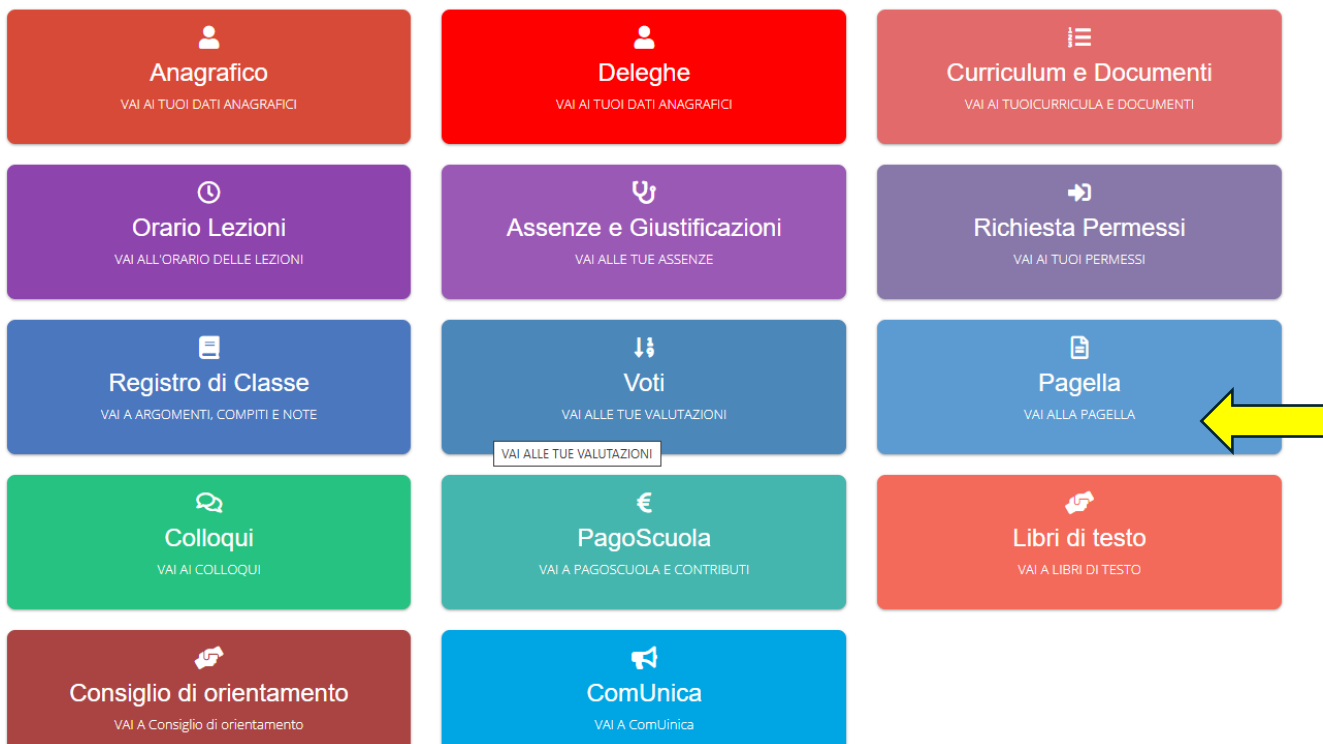 Anagrafico
VAI AI TUOI DATI ANAGRAFICI
Deleghe
VAI AI TUOI DATI ANAGRAFICI
Curriculum e Documenti
VAI AI TUOICURRICULA E DOCUMENTI
Orario Lezioni
VAI ALL'ORARIO DELLE LEZIONI
Assenze e Giustificazioni
VAI ALLE TUE ASSENZE
Richiesta Permessi
VAI AI TUOI PERMESSI
Registro di Classe
VAI A ARGOMENTI, COMPITI E NOTE
Voti
VAI ALLE TUE VALUTAZIONI
VAI ALLE TUE VALUTAZIONI
Pagella
VAI ALLA PAGELLA
Colloqui
VAI AI COLLOQUI
PagoScuola
VAI A PAGOSCUOLA E CONTRIBUTI
Libri di testo
VAI A LIBRI DI TESTO
Consiglio di orientamento
VAI A Consiglio di orientamento
ComUnica
VAI A ComUinica